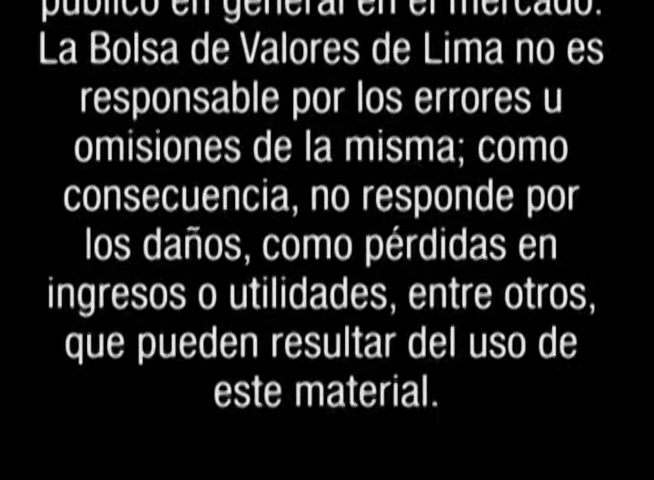 público en general en el mercado.
La Bolsa de Valores de Lima no es
responsable por los errores u
omisiones de la misma; como
consecuencia, no responde por
los daños, como pérdidas en
ingresos o utilidades, entre otros,
que pueden resultar del uso de
este material.